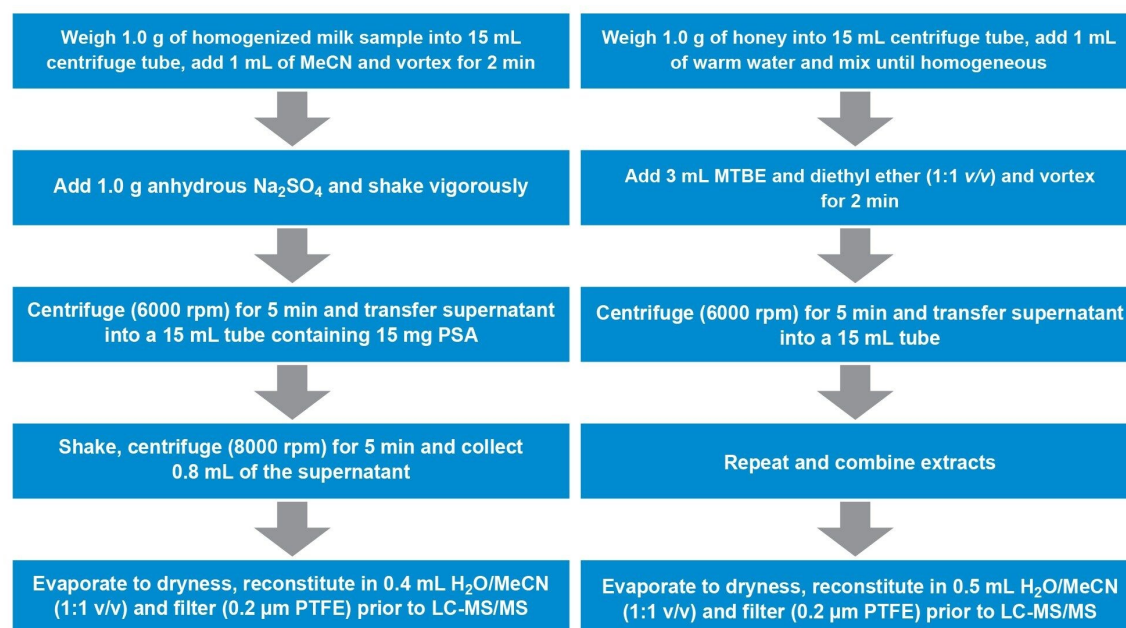 Weigh 1.0 g of homogenized milk sample into 15 mL
centrifuge tube, add 1 mL of MeCN and vortex for 2 min
Add 1.0 g anhydrous Na₂SO₄ and shake vigorously
Centrifuge (6000 rpm) for 5 min and transfer supernatant
into a 15 mL tube containing 15 mg PSA
Shake, centrifuge (8000 rpm) for 5 min and collect
0.8 mL of the supernatant
Evaporate to dryness, reconstitute in 0.4 mL H₂O/MeCN
(1:1 v/v) and filter (0.2 µm PTFE) prior to LC-MS/MS
Weigh 1.0 g of honey into 15 mL centrifuge tube, add 1 mL
of warm water and mix until homogeneous
Add 3 mL MTBE and diethyl ether (1:1 v/v) and vortex
for 2 min
Centrifuge (6000 rpm) for 5 min and transfer supernatant
into a 15 mL tube
Repeat and combine extracts
Evaporate to dryness, reconstitute in 0.5 mL H₂O/MeCN
(1:1 v/v) and filter (0.2 µm PTFE) prior to LC-MS/MS